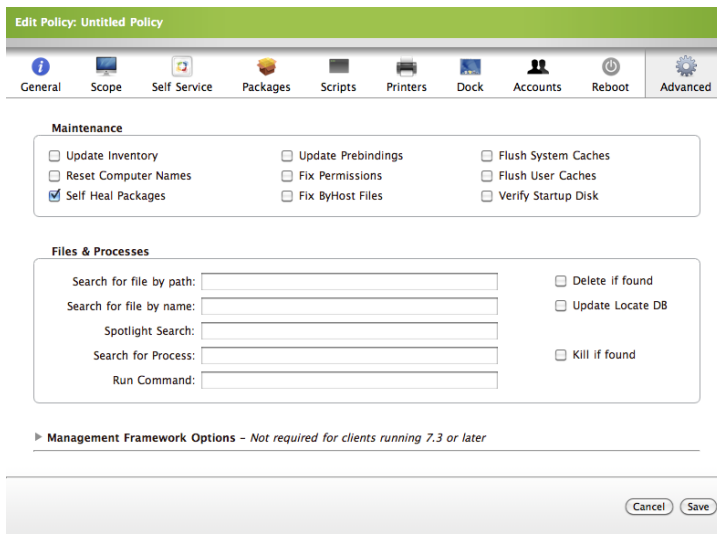 Edit Policy: Untitled Policy
General Scope Self Service Packages Scripts Printers Dock Accounts Reboot Advanced
Maintenance
Update Inventory Update Prebindings Flush System Caches
Reset Computer Names Fix Permissions Flush User Caches
Self Heal Packages Fix ByHost Files Verify Startup Disk
Files & Processes
Search for file by path: Delete if found
Search for file by name: Update Locate DB
Spotlight Search:
Search for Process: Kill if found
Run Command:
Management Framework Options – Not required for clients running 7.3 or later
Cancel Save